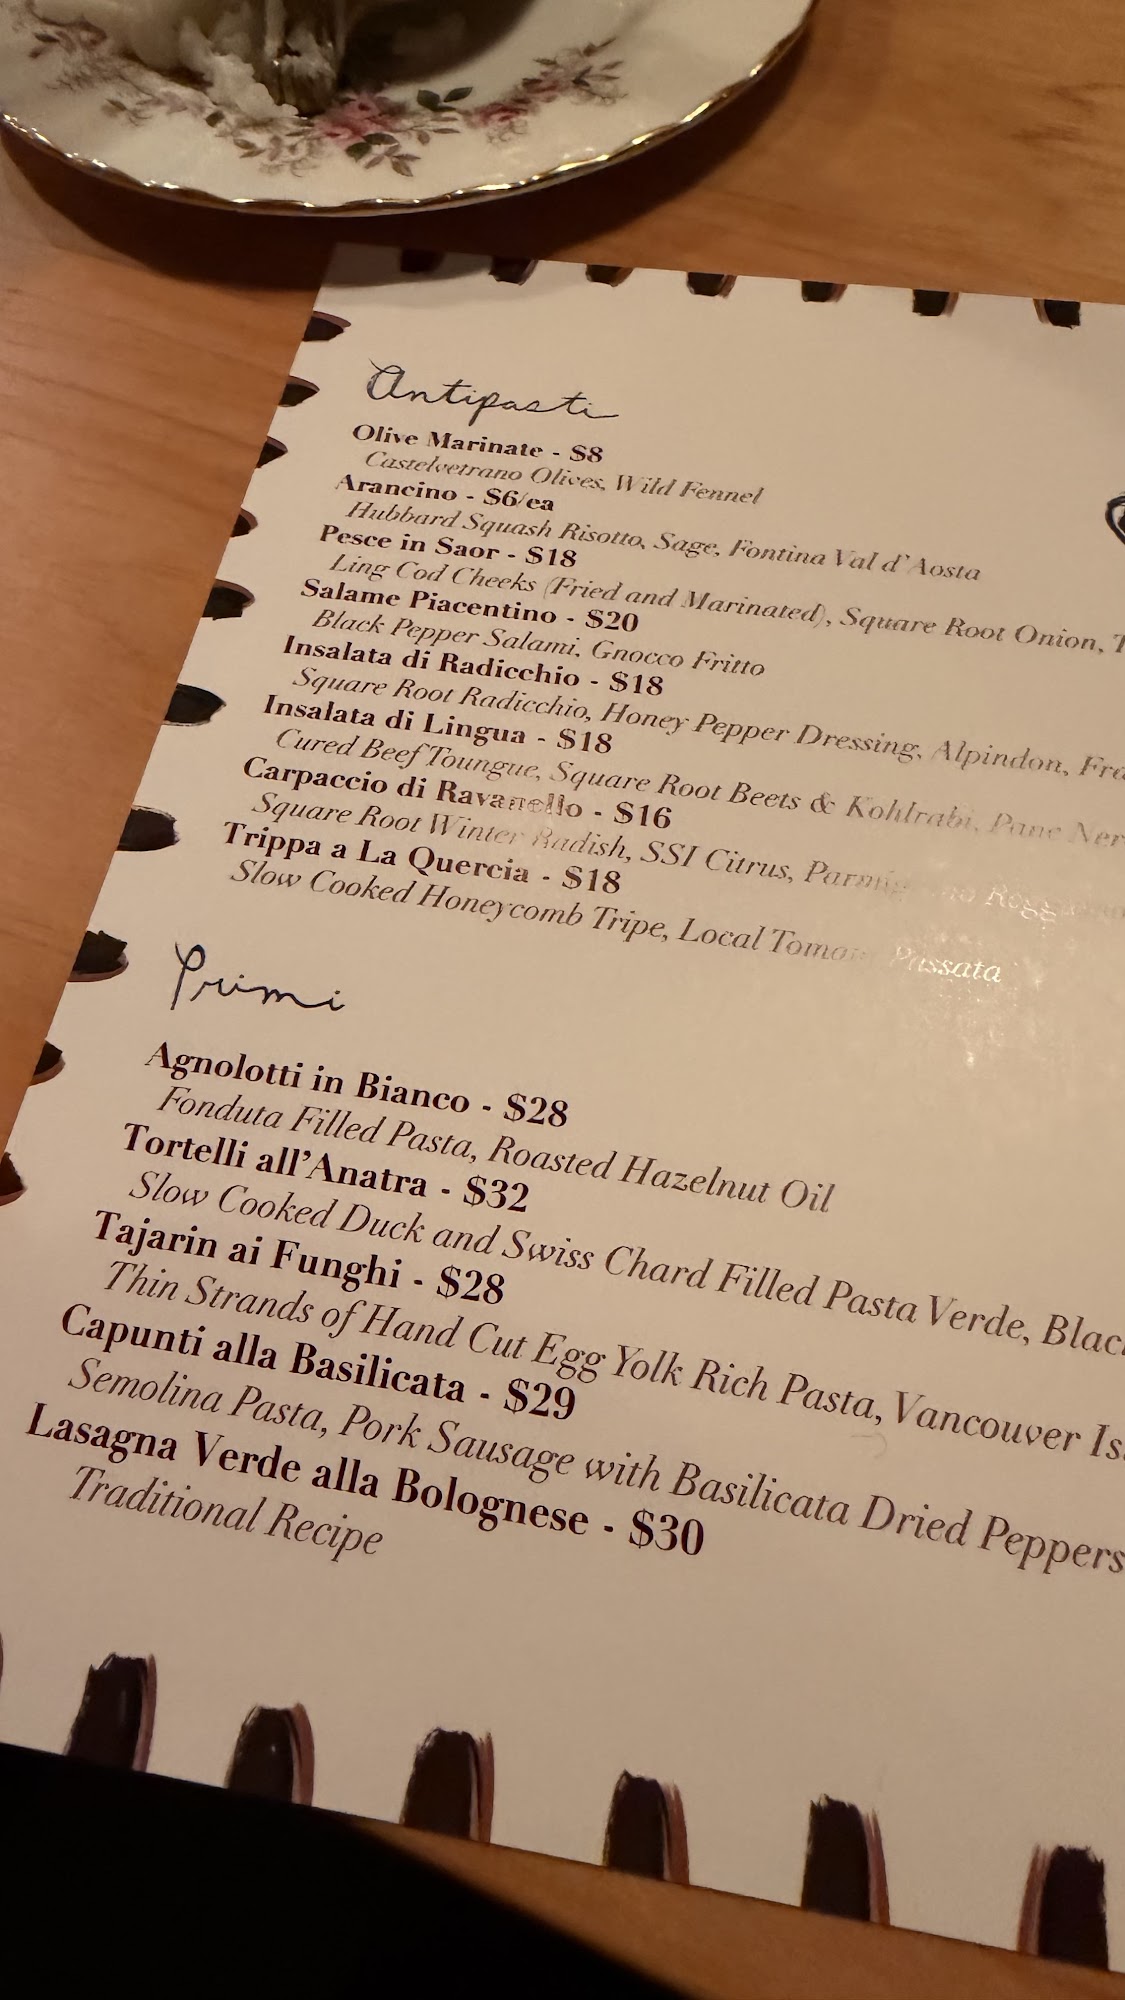 Antipasti
Olive Marinate - $8
Castelvetrano Olives, Wild Fennel
Arancino - $6/ea
Hubbard Squash Risotto, Sage, Fontina Val d'Aosta
Pesce in Saor - $18
Ling Cod Cheeks (Fried and Marinated), Square Root Onion,
Salame Piacentino - $20
Black Pepper Salami, Gnocco Fritto
Insalata di Radicchio - $18
Square Root Radicchio, Honey Pepper Dressing, Alpindon,
Insalata di Lingua - $18
Cured Beef Toungue, Square Root Beets & Kohlrabi, Pane
Carpaccio di Ravanello - $16
Square Root Winter Radish, SSI Citrus, Parmigiano Reggiano
Trippa a La Quercia - $18
Slow Cooked Honeycomb Tripe, Local Tomato Passata
Primi
Agnolotti in Bianco - $28
Fonduta Filled Pasta, Roasted Hazelnut Oil
Tortelli all'Anatra - $32
Slow Cooked Duck and Swiss Chard Filled Pasta Verde,
Tajarin ai Funghi - $28
Thin Strands of Hand Cut Egg Yolk Rich Pasta, Vancouver
Capunti alla Basilicata - $29
Semolina Pasta, Pork Sausage with Basilicata Dried Peppers
Lasagna Verde alla Bolognese - $30
Traditional Recipe